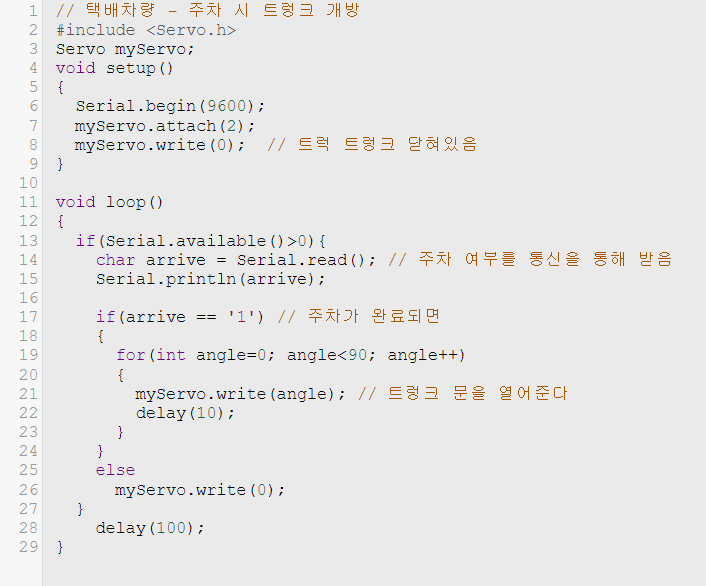 1 // 택배차량 - 주차 시 트렁크 개방
2 #include <Servo.h>
3 Servo myServo;
4 void setup()
5 {
6   Serial.begin(9600);
7   myServo.attach(2);
8   myServo.write(0);  // 트럭 트렁크 닫혀있음
9 }
10
11 void loop()
12 {
13   if(Serial.available()>0){
14     char arrive = Serial.read(); // 주차 여부를 통신을 통해 받음
15     Serial.println(arrive);
16
17     if(arrive == '1') // 주차가 완료되면
18     {
19       for(int angle=0; angle<90; angle++)
20       {
21         myServo.write(angle); // 트렁크 문을 열어준다
22         delay(10);
23       }
24     }
25     else
26       myServo.write(0);
27   }
28     delay(100);
29 }